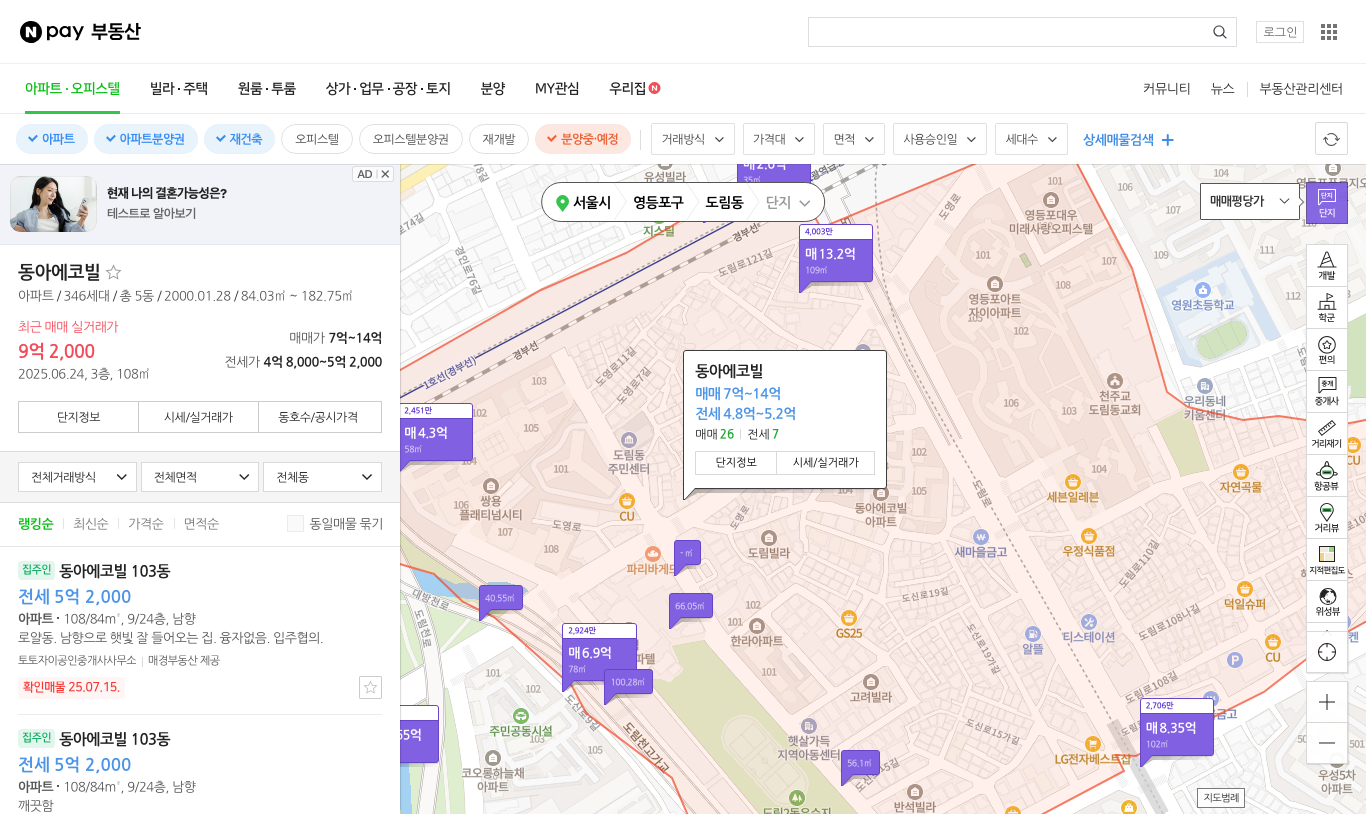 N pay 부동산
로그인
아파트·오피스텔
빌라·주택
원룸·투룸
상가·업무·공장·토지
분양
MY관심
우리집 N
커뮤니티
뉴스
부동산관리센터
아파트
아파트분양권
재건축
오피스텔
오피스텔분양권
재개발
분양중·예정
거래방식
가격대
면적
사용승인일
세대수
상세매물검색
AD
현재 나의 결혼가능성은?
테스트로 알아보기
동아에코빌
아파트 / 346세대 / 총 5동 / 2000.01.28 / 84.03㎡ ~ 182.75㎡
최근 매매 실거래가
9억 2,000
2025.06.24, 3층, 108㎡
매매가 7억~14억
전세가 4억 8,000~5억 2,000
단지정보
시세/실거래가
동호수/공시가격
전체거래방식
전체면적
전체동
랭킹순
최신순
가격순
면적순
동일매물 묶기
집주인 동아에코빌 103동
전세 5억 2,000
아파트 · 108/84m², 9/24층, 남향
로얄동. 남향으로 햇빛 잘 들어오는 집. 융자없음. 입주협의.
토토자이공인중개사사무소
매경부동산 제공
확인매물 25.07.15.
집주인 동아에코빌 103동
전세 5억 2,000
아파트 · 108/84m², 9/24층, 남향
깨끗함
서울시
영등포구
도림동
단지
매매평당가
단지
단지
개발
학군
편의
중개
중개사
거리재기
항공뷰
거리뷰
지적편집도
위성뷰
지도범례
동아에코빌
매매 7억~14억
전세 4.8억~5.2억
매매 26
전세 7
단지정보
시세/실거래가
유성빌라
35㎡
4,003만
매 13.2억
109㎡
2,451만
매 4.3억
58㎡
2,924만
매 6.9억
78㎡
100.28㎡
40.55㎡
66.05㎡
- ㎡
56.1㎡
2,706만
매 8.35억
102㎡
55억
경인로76길
경부선
1호선(경부선)
경부선
도림로121길
도영로
도림로11길
도림로7길
영등포대우
미래사랑오피스텔
영등포아트
자이아파트
영원초등학교
천주교
도림동교회
우리동네
키움센터
도림동
주민센터
쌍용
플래티넘시티
CU
도영로
도영로
도림로
동아에코빌
아파트
도림빌라
파리바게뜨
세븐일레븐
자연곡물
새마을금고
우정식품점
도림로110길
덕일슈퍼
도신로19길
도신로19가길
도림로108나길
도림로108길
한라아파트
GS25
알뜰
티스테이션
CU
고려빌라
도신로15가길
햇살가득
지역아동센터
주민공동시설
코오롱하늘채
아파트
대방천로
도림천로
도신로9길
도림천고가교
반석빌라
도림2동우수지
LG전자베스트샵
우성5차
아파트